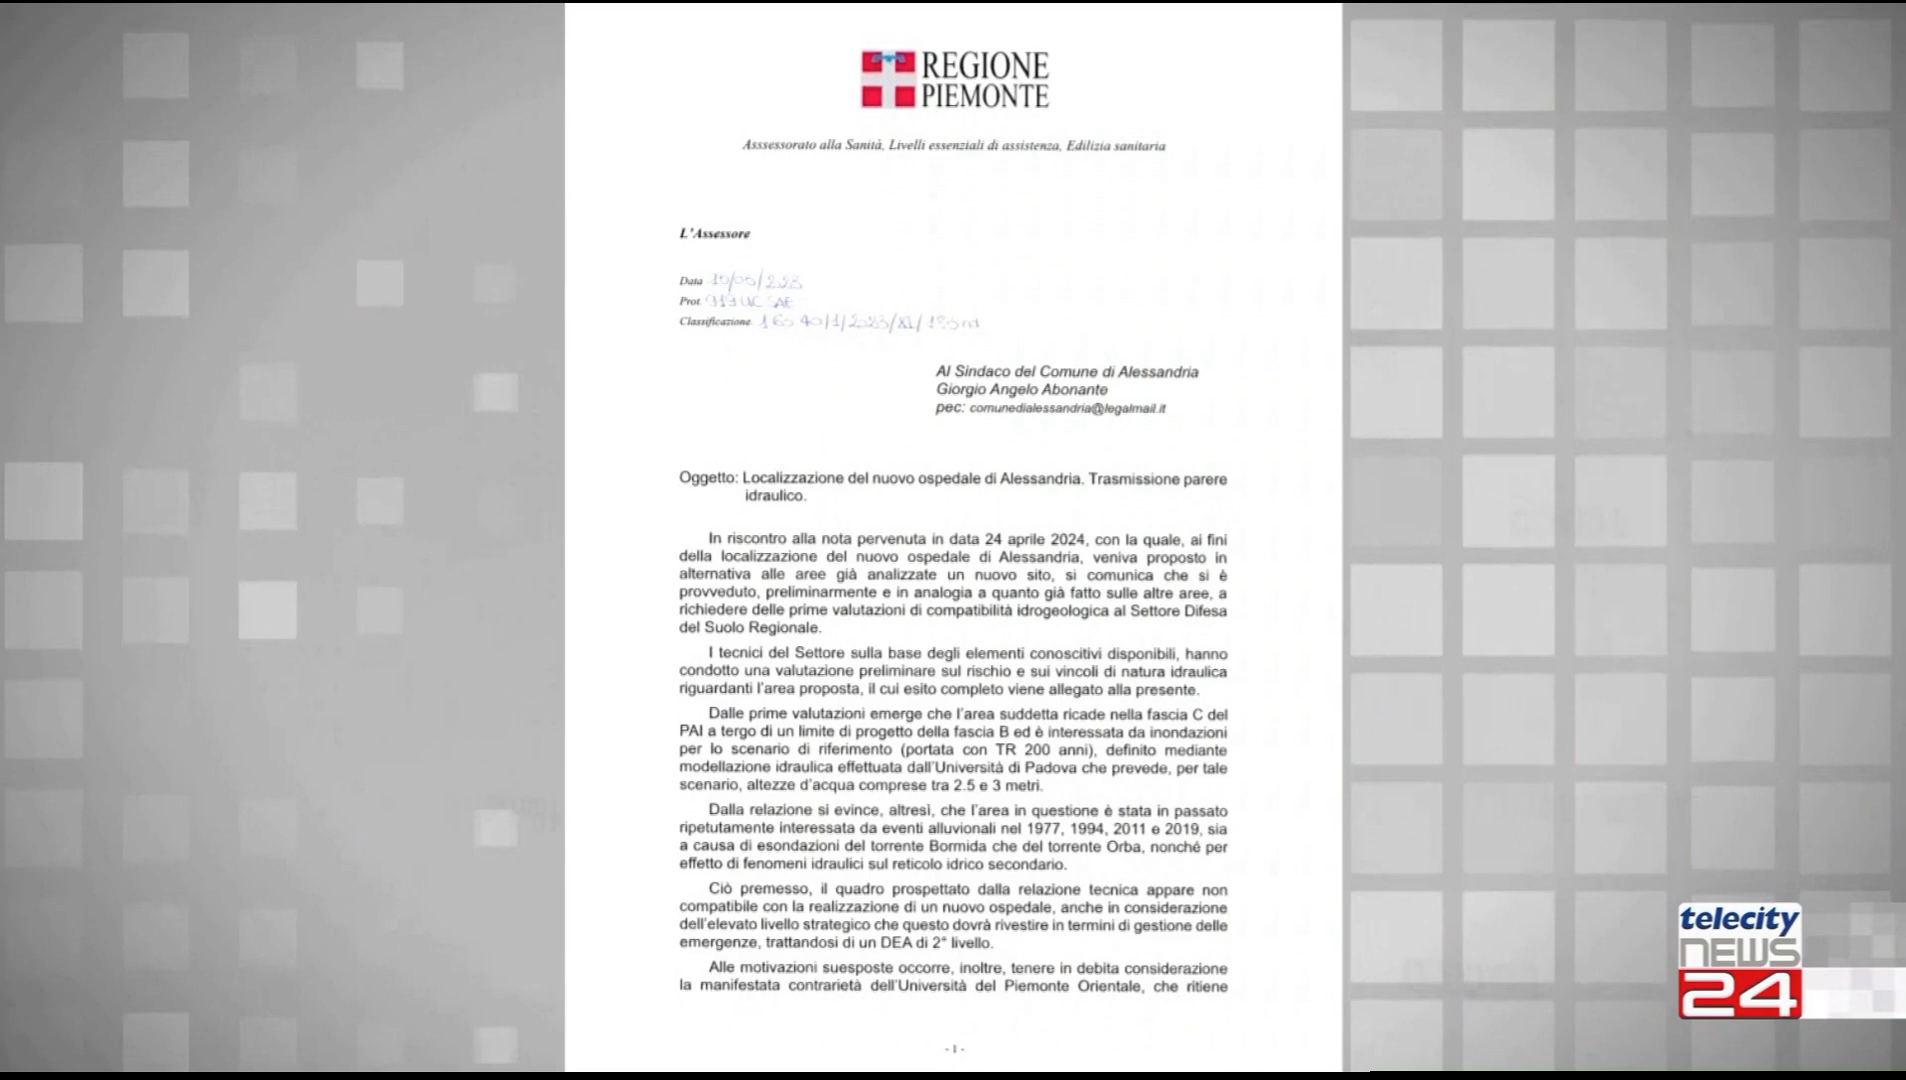 REGIONE
PIEMONTE
Asssessorato alla Sanità, Livelli essenziali di assistenza, Edilizia sanitaria
L'Assessore
Data
Prot.
Classificazione
Al Sindaco del Comune di Alessandria
Giorgio Angelo Abonante
pec: comunedialessandria@legalmail.it
Oggetto: Localizzazione del nuovo ospedale di Alessandria. Trasmissione parere
idraulico.
In riscontro alla nota pervenuta in data 24 aprile 2024, con la quale, ai fini
della localizzazione del nuovo ospedale di Alessandria, veniva proposto in
alternativa alle aree già analizzate un nuovo sito, si comunica che si è
provveduto, preliminarmente e in analogia a quanto già fatto sulle altre aree, a
richiedere delle prime valutazioni di compatibilità idrogeologica al Settore Difesa
del Suolo Regionale.
I tecnici del Settore sulla base degli elementi conoscitivi disponibili, hanno
condotto una valutazione preliminare sul rischio e sui vincoli di natura idraulica
riguardanti l'area proposta, il cui esito completo viene allegato alla presente.
Dalle prime valutazioni emerge che l'area suddetta ricade nella fascia C del
PAI a tergo di un limite di progetto della fascia B ed è interessata da inondazioni
per lo scenario di riferimento (portata con TR 200 anni), definito mediante
modellazione idraulica effettuata dall'Università di Padova che prevede, per tale
scenario, altezze d'acqua comprese tra 2.5 e 3 metri.
Dalla relazione si evince, altresì, che l'area in questione è stata in passato
ripetutamente interessata da eventi alluvionali nel 1977, 1994, 2011 e 2019, sia
a causa di esondazioni del torrente Bormida che del torrente Orba, nonché per
effetto di fenomeni idraulici sul reticolo idrico secondario.
Ciò premesso, il quadro prospettato dalla relazione tecnica appare non
compatibile con la realizzazione di un nuovo ospedale, anche in considerazione
dell'elevato livello strategico che questo dovrà rivestire in termini di gestione delle
emergenze, trattandosi di un DEA di 2° livello.
Alle motivazioni suesposte occorre, inoltre, tenere in debita considerazione
la manifestata contrarietà dell'Università del Piemonte Orientale, che ritiene
- 1 -
telecity
NEWS
24